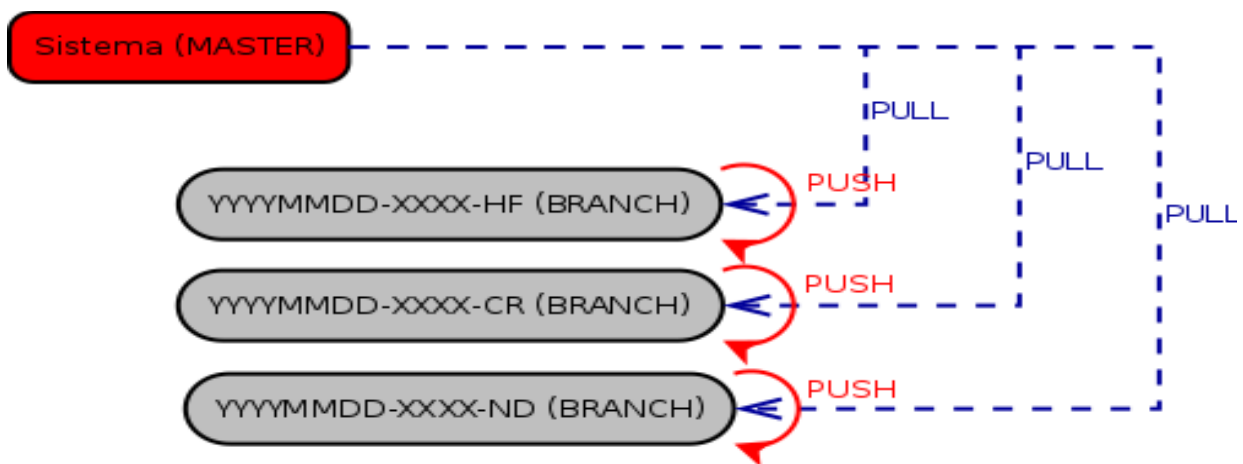 Sistema (MASTER)
PULL
PULL
YYYYMMDD-XXXX-HF (BRANCH)
PUSH
PULL
YYYYMMDD-XXXX-CR (BRANCH)
PUSH
YYYYMMDD-XXXX-ND (BRANCH)
PUSH